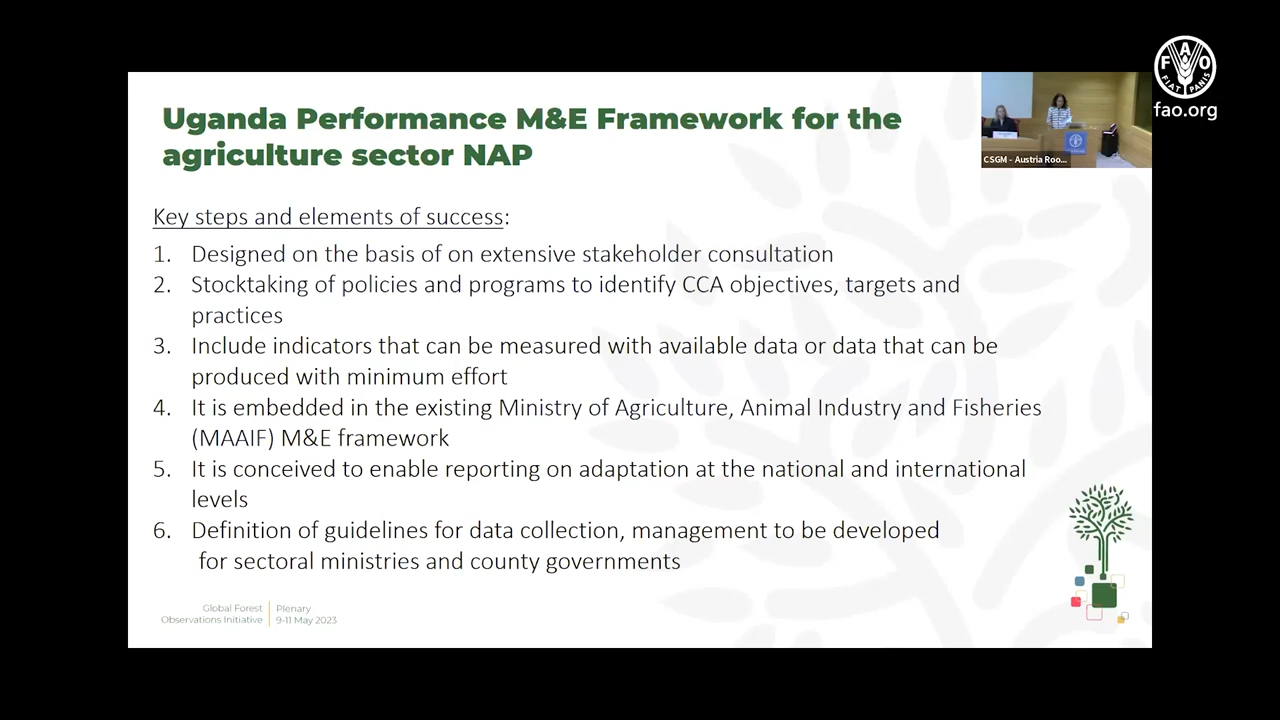 Uganda Performance M&E Framework for the
agriculture sector NAP
Key steps and elements of success:
1. Designed on the basis of on extensive stakeholder consultation
2. Stocktaking of policies and programs to identify CCA objectives, targets and
practices
3. Include indicators that can be measured with available data or data that can be
produced with minimum effort
4. It is embedded in the existing Ministry of Agriculture, Animal Industry and Fisheries
(MAAIF) M&E framework
5. It is conceived to enable reporting on adaptation at the national and international
levels
6. Definition of guidelines for data collection, management to be developed
for sectoral ministries and county governments
Global Forest
Observations Initiative
Plenary
9-11 May 2023
CSGM - Austria Roo...
F A O
FIAT PANIS
fao.org